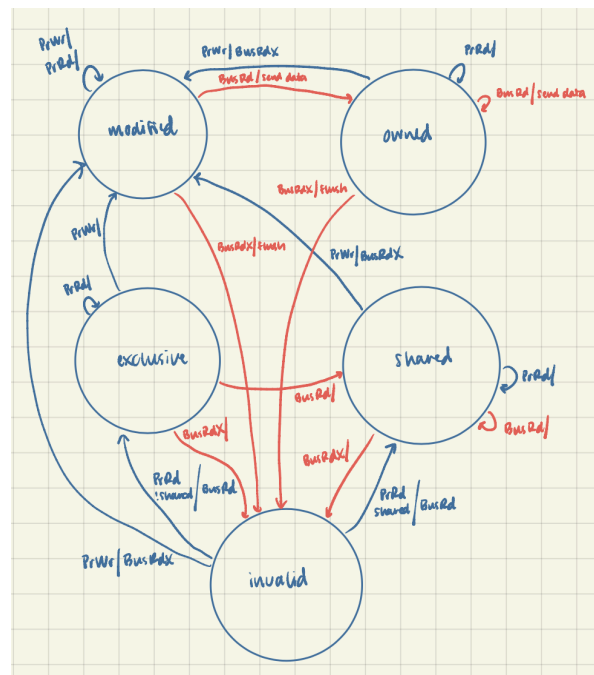 PrWr/
PrRd/
PrWr/BusRdX
PrRd/
BusRd/send data
BusRd/send data
modified
owned
BusRdX/flush
PrWr/
BusRdX/flush
PrWr/BusRdX
PrRd/
exclusive
shared
PrRd/
BusRd/
BusRd/
BusRdX/
BusRdX/
PrRd
!shared/BusRd
PrRd
shared/BusRd
PrWr/BusRdX
invalid